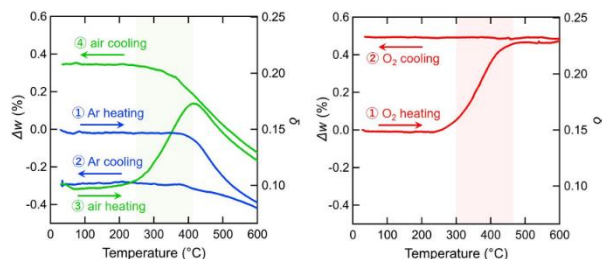 0.6
0.4
0.2
0.0
-0.2
-0.4
Δw (%)
④ air cooling
① Ar heating
② Ar cooling
③ air heating
0.25
0.20
0.15
0.10
δ
0 100 200 300 400 500 600
Temperature (°C)
0.6
0.4
0.2
0.0
-0.2
-0.4
Δw (%)
② O₂ cooling
① O₂ heating
0.25
0.20
0.15
0.10
δ
0 100 200 300 400 500 600
Temperature (°C)